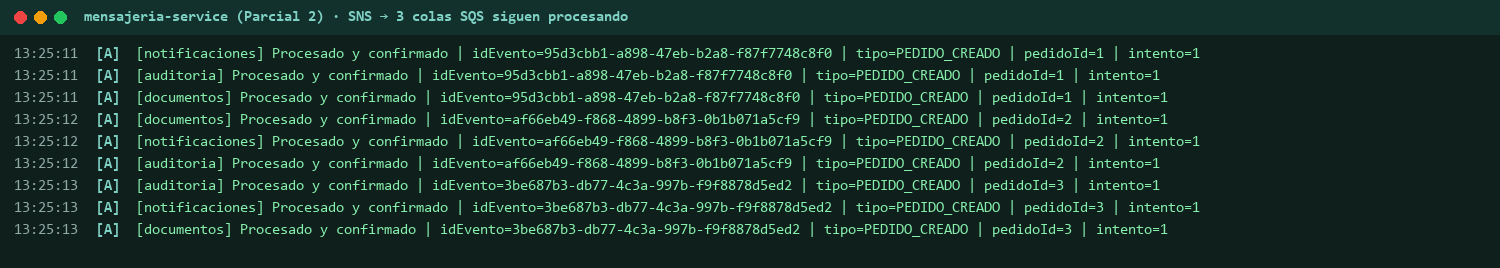 mensajeria-service (Parcial 2) · SNS → 3 colas SQS siguen procesando
13:25:11 [A] [notificaciones] Procesado y confirmado | idEvento=95d3cbb1-a898-47eb-b2a8-f87f7748c8f0 | tipo=PEDIDO_CREADO | pedidoId=1 | intento=1
13:25:11 [A] [auditoria] Procesado y confirmado | idEvento=95d3cbb1-a898-47eb-b2a8-f87f7748c8f0 | tipo=PEDIDO_CREADO | pedidoId=1 | intento=1
13:25:11 [A] [documentos] Procesado y confirmado | idEvento=95d3cbb1-a898-47eb-b2a8-f87f7748c8f0 | tipo=PEDIDO_CREADO | pedidoId=1 | intento=1
13:25:12 [A] [documentos] Procesado y confirmado | idEvento=af66eb49-f868-4899-b8f3-0b1b071a5cf9 | tipo=PEDIDO_CREADO | pedidoId=2 | intento=1
13:25:12 [A] [notificaciones] Procesado y confirmado | idEvento=af66eb49-f868-4899-b8f3-0b1b071a5cf9 | tipo=PEDIDO_CREADO | pedidoId=2 | intento=1
13:25:12 [A] [auditoria] Procesado y confirmado | idEvento=af66eb49-f868-4899-b8f3-0b1b071a5cf9 | tipo=PEDIDO_CREADO | pedidoId=2 | intento=1
13:25:13 [A] [auditoria] Procesado y confirmado | idEvento=3be687b3-db77-4c3a-997b-f9f8878d5ed2 | tipo=PEDIDO_CREADO | pedidoId=3 | intento=1
13:25:13 [A] [notificaciones] Procesado y confirmado | idEvento=3be687b3-db77-4c3a-997b-f9f8878d5ed2 | tipo=PEDIDO_CREADO | pedidoId=3 | intento=1
13:25:13 [A] [documentos] Procesado y confirmado | idEvento=3be687b3-db77-4c3a-997b-f9f8878d5ed2 | tipo=PEDIDO_CREADO | pedidoId=3 | intento=1